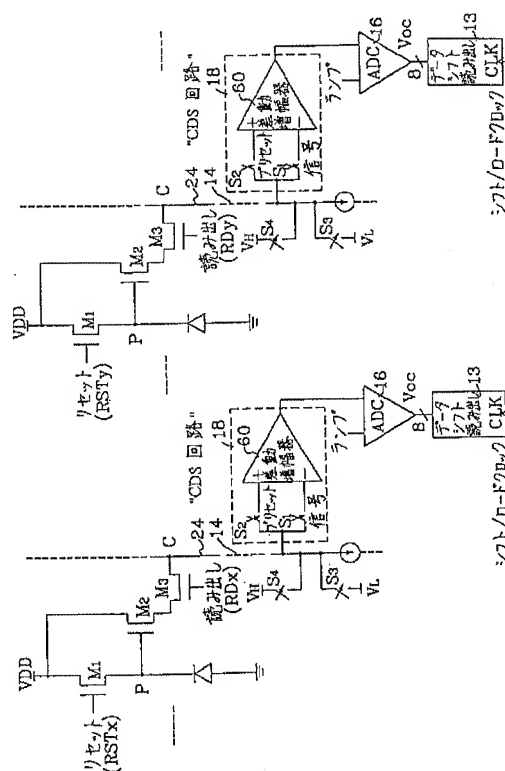 VDD
M1
リセット
(RSTx)
P
M2
M3
C
読み出し
(RDx)
24
14
VH
S4
S3
VL
"CDS 回路"
18
60
S2
S1
リセット
信号
差動
増幅器
ランプ
ADC
16
8
Voc
データ
シフト
読み出し
13
CLK
シフト/ロードクロック
VDD
M1
リセット
(RSTy)
P
M2
M3
C
読み出し
(RDy)
24
14
VH
S4
S3
VL
"CDS 回路"
18
60
S2
リセット
信号
差動
増幅器
ランプ
ADC
16
8
Voc
データ
シフト
読み出し
13
CLK
シフト/ロードクロック